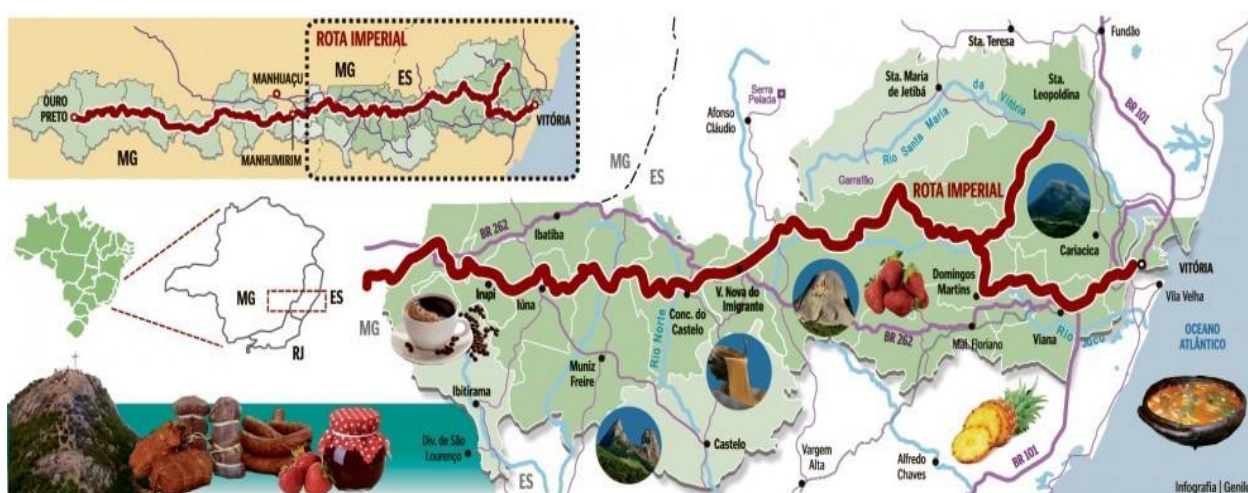 ROTA IMPERIAL
MG
ES
MANHUAÇU
OURO
PRETO
VITÓRIA
MG
MANHUMIRIM
MG
ES
MG
ES
RJ
Fundão
Sta. Teresa
Sta. Maria
de Jetibá
Sta.
Leopoldina
BR 101
Serra
Pelada
Afonso
Cláudio
Rio Santa Maria da Vitória
Garrafão
ROTA IMPERIAL
Cariacica
VITÓRIA
Vila Velha
BR 262
Ibatiba
Irupi
Iúna
Conc. do
Castelo
V. Nova do
Imigrante
Domingos
Martins
Viana
Rio Jucu
Mal. Floriano
BR 262
MG
Rio Norte
Muniz
Freire
Ibitirama
Castelo
Div. de São
Lourenço
ES
Vargem
Alta
Alfredo
Chaves
BR 101
OCEANO
ATLÂNTICO
Infografia | Genilo